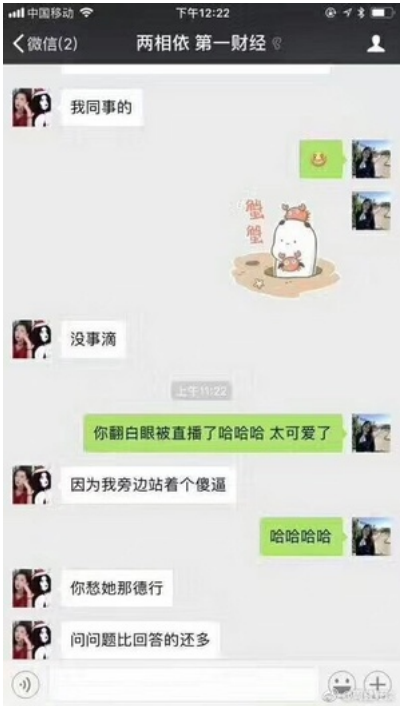 中国移动 下午12:22
微信(2) 两相依 第一财经
我同事的
蟹
蟹
没事滴
上午11:22
你翻白眼被直播了哈哈哈 太可爱了
因为我旁边站着个傻逼
哈哈哈哈
你愁她那德行
问问题比回答的还多